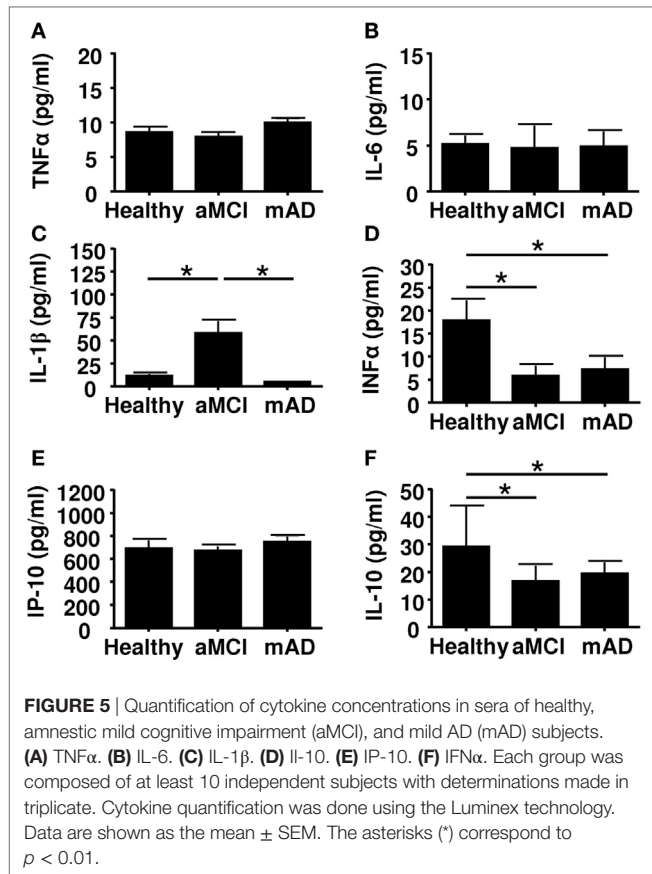 A
TNFα (pg/ml)
20
15
10
5
0
Healthy aMCI mAD
B
IL-6 (pg/ml)
15
10
5
0
Healthy aMCI mAD
C
IL-1β (pg/ml)
150
125
100
75
50
25
0
* *
Healthy aMCI mAD
D
INFα (pg/ml)
30
25
20
15
10
5
0
*
*
Healthy aMCI mAD
E
IP-10 (pg/ml)
1200
1000
800
600
400
200
0
Healthy aMCI mAD
F
IL-10 (pg/ml)
50
40
30
20
10
0
*
*
Healthy aMCI mAD
FIGURE 5 | Quantification of cytokine concentrations in sera of healthy,
amnestic mild cognitive impairment (aMCI), and mild AD (mAD) subjects.
(A) TNFα. (B) IL-6. (C) IL-1β. (D) Il-10. (E) IP-10. (F) IFNα. Each group was
composed of at least 10 independent subjects with determinations made in
triplicate. Cytokine quantification was done using the Luminex technology.
Data are shown as the mean ± SEM. The asterisks (*) correspond to
p < 0.01.